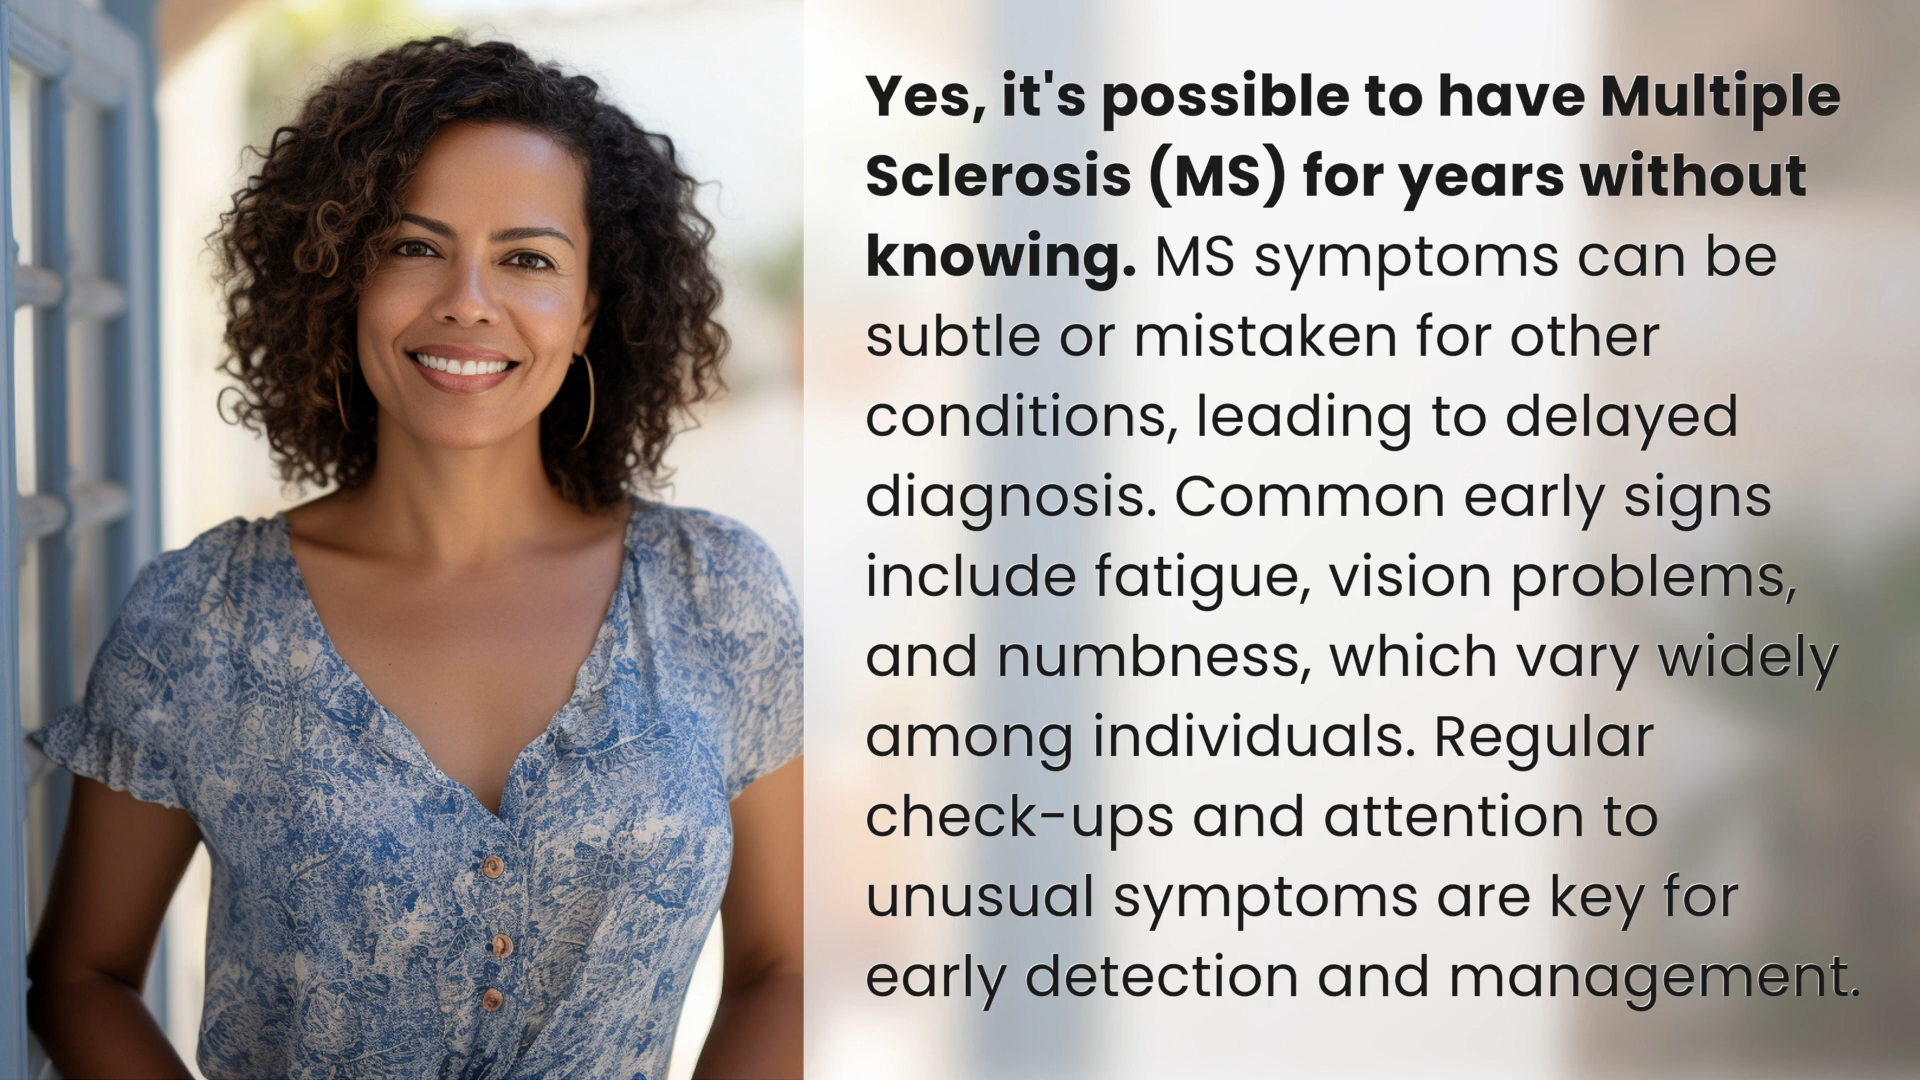 Yes, it's possible to have Multiple
Sclerosis (MS) for years without
knowing. MS symptoms can be
subtle or mistaken for other
conditions, leading to delayed
diagnosis. Common early signs
include fatigue, vision problems,
and numbness, which vary widely
among individuals. Regular
check-ups and attention to
unusual symptoms are key for
early detection and management.